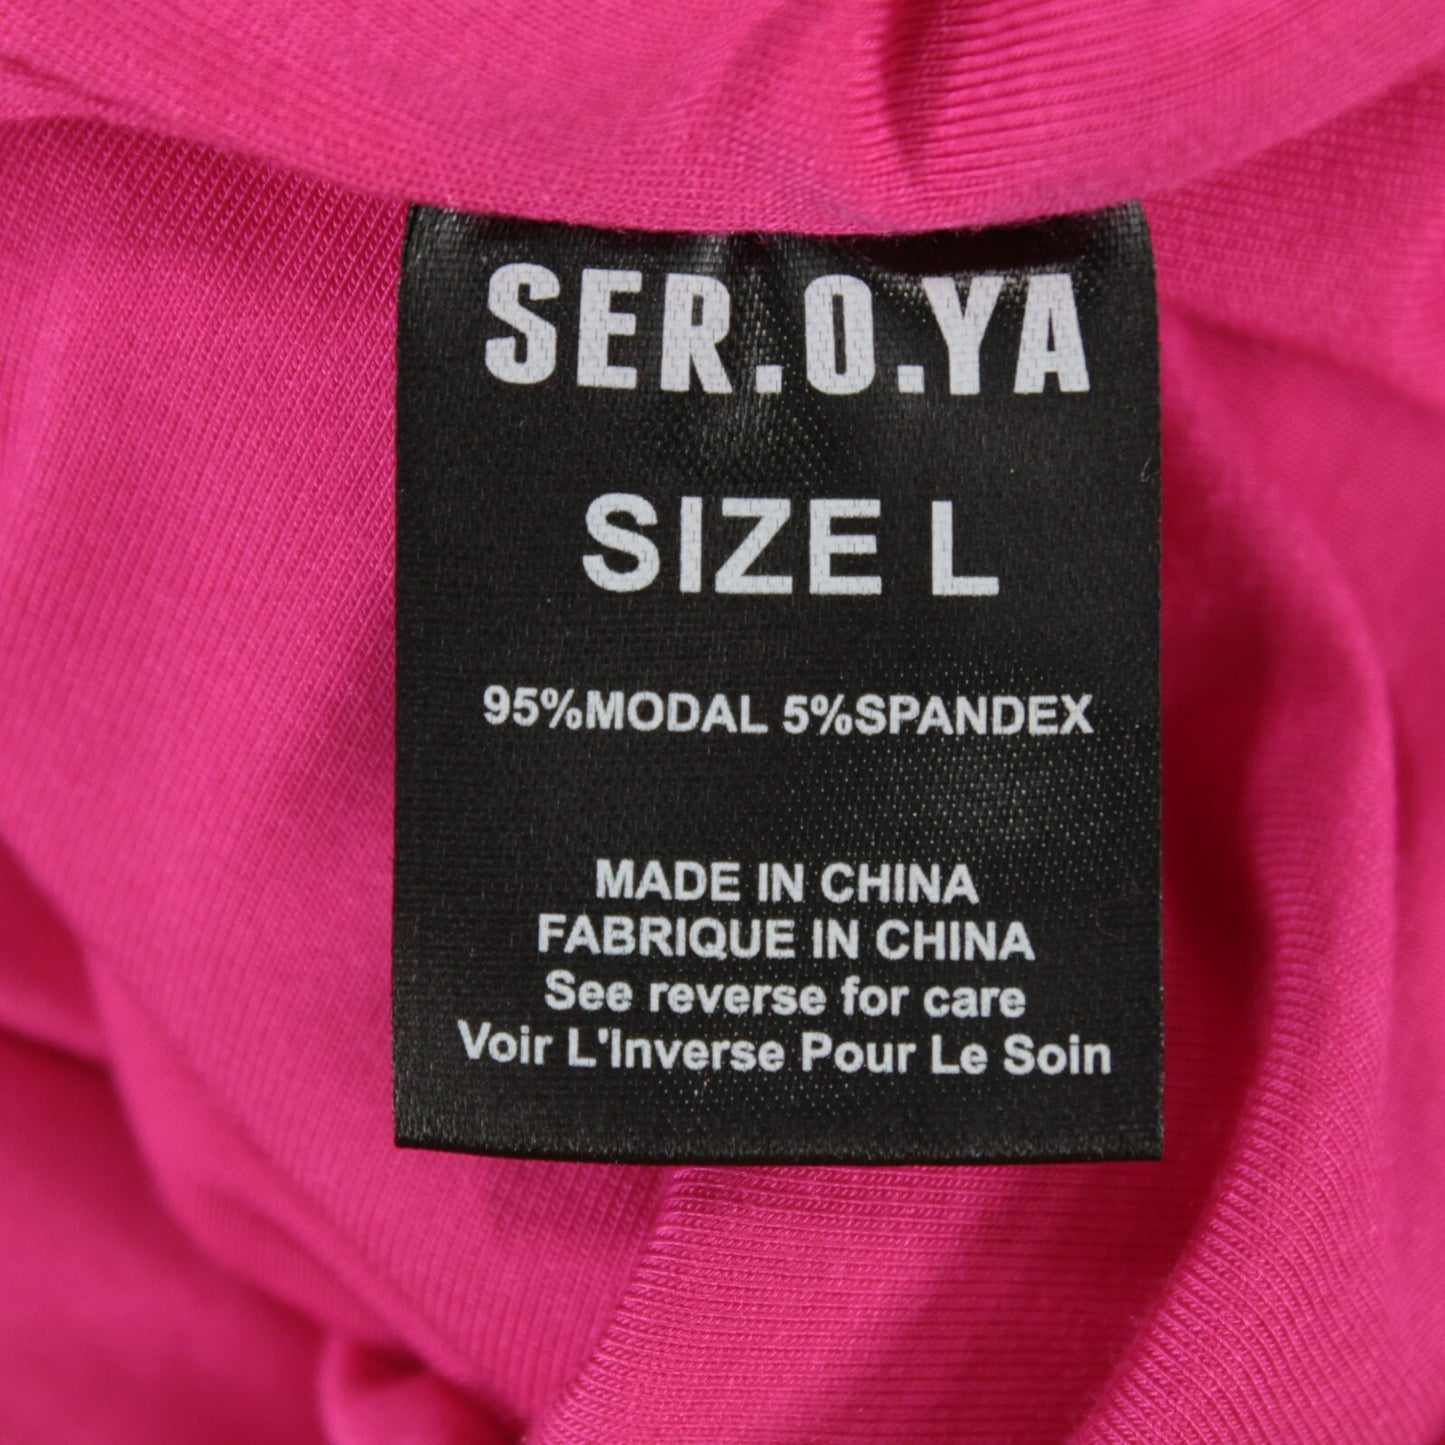 SER.O.YA
SIZE L
95%MODAL 5%SPANDEX
MADE IN CHINA
FABRIQUE IN CHINA
See reverse for care
Voir L'Inverse Pour Le Soin